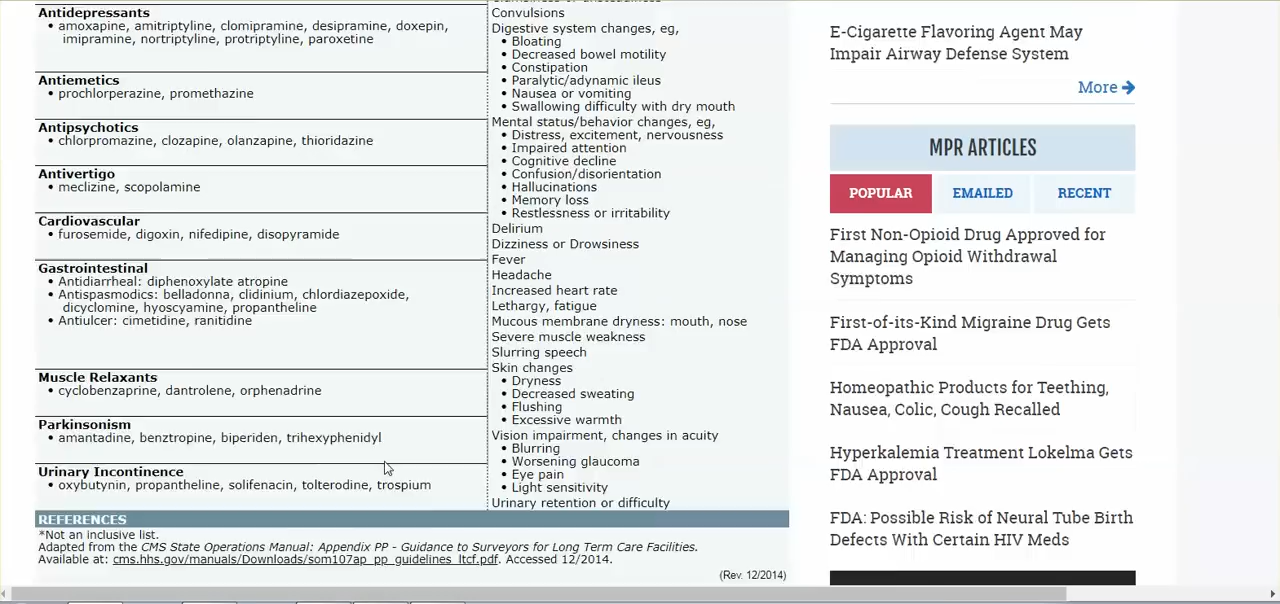 Antidepressants
• amoxapine, amitriptyline, clomipramine, desipramine, doxepin,
imipramine, nortriptyline, protriptyline, paroxetine
Antiemetics
• prochlorperazine, promethazine
Antipsychotics
• chlorpromazine, clozapine, olanzapine, thioridazine
Antivertigo
• meclizine, scopolamine
Cardiovascular
• furosemide, digoxin, nifedipine, disopyramide
Gastrointestinal
• Antidiarrheal: diphenoxylate atropine
• Antispasmodics: belladonna, clidinium, chlordiazepoxide,
dicyclomine, hyoscyamine, propantheline
• Antiulcer: cimetidine, ranitidine
Muscle Relaxants
• cyclobenzaprine, dantrolene, orphenadrine
Parkinsonism
• amantadine, benztropine, biperiden, trihexyphenidyl
Urinary Incontinence
• oxybutynin, propantheline, solifenacin, tolterodine, trospium
Convulsions
Digestive system changes, eg,
• Bloating
• Decreased bowel motility
• Constipation
• Paralytic/adynamic ileus
• Nausea or vomiting
• Swallowing difficulty with dry mouth
Mental status/behavior changes, eg,
• Distress, excitement, nervousness
• Impaired attention
• Cognitive decline
• Confusion/disorientation
• Hallucinations
• Memory loss
• Restlessness or irritability
Delirium
Dizziness or Drowsiness
Fever
Headache
Increased heart rate
Lethargy, fatigue
Mucous membrane dryness: mouth, nose
Severe muscle weakness
Slurring speech
Skin changes
• Dryness
• Decreased sweating
• Flushing
• Excessive warmth
Vision impairment, changes in acuity
• Blurring
• Worsening glaucoma
• Eye pain
• Light sensitivity
Urinary retention or difficulty
REFERENCES
*Not an inclusive list.
Adapted from the CMS State Operations Manual: Appendix PP - Guidance to Surveyors for Long Term Care Facilities.
Available at: cms.hhs.gov/manuals/Downloads/som107ap_pp_guidelines_ltcf.pdf. Accessed 12/2014.
(Rev. 12/2014)
E-Cigarette Flavoring Agent May
Impair Airway Defense System
More
MPR ARTICLES
POPULAR EMAILED RECENT
First Non-Opioid Drug Approved for
Managing Opioid Withdrawal
Symptoms
First-of-its-Kind Migraine Drug Gets
FDA Approval
Homeopathic Products for Teething,
Nausea, Colic, Cough Recalled
Hyperkalemia Treatment Lokelma Gets
FDA Approval
FDA: Possible Risk of Neural Tube Birth
Defects With Certain HIV Meds